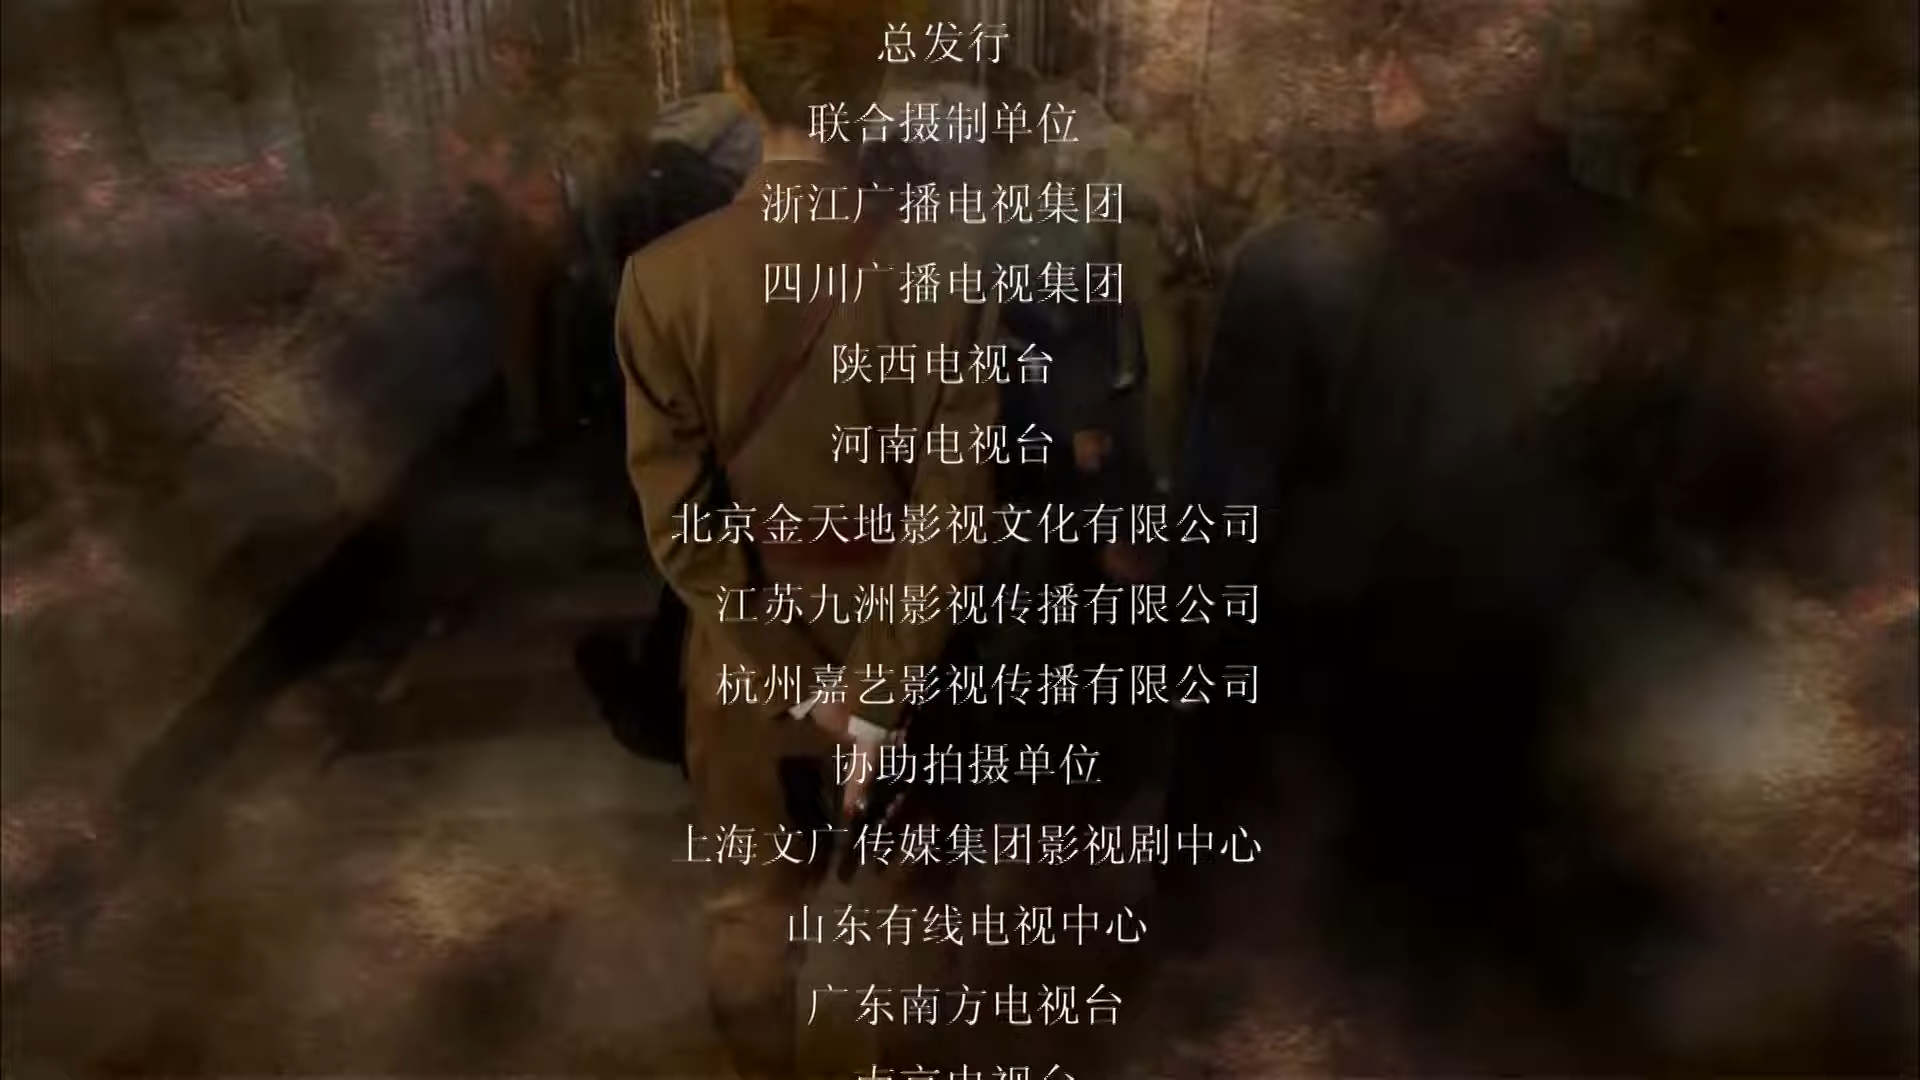 总发行
联合摄制单位
浙江广播电视集团
四川广播电视集团
陕西电视台
河南电视台
北京金天地影视文化有限公司
江苏九洲影视传播有限公司
杭州嘉艺影视传播有限公司
协助拍摄单位
上海文广传媒集团影视剧中心
山东有线电视中心
广东南方电视台